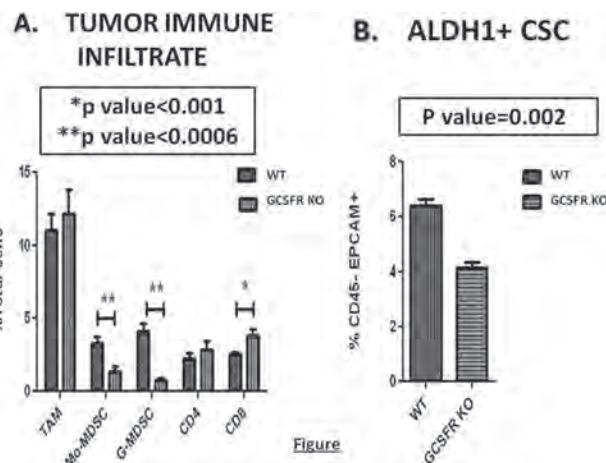 A. TUMOR IMMUNE
INFILTRATE
*p value<0.001
**p value<0.0006
15
10
5
0
WT
GCSFR KO
**
**
*
TAM
Mo-MDSC
G-MDSC
CD4
CD8
B. ALDH1+ CSC
P value=0.002
% CD45- EPCAM+
8
6
4
2
0
WT
GCSFR KO
WT
GCSFR KO
Figure